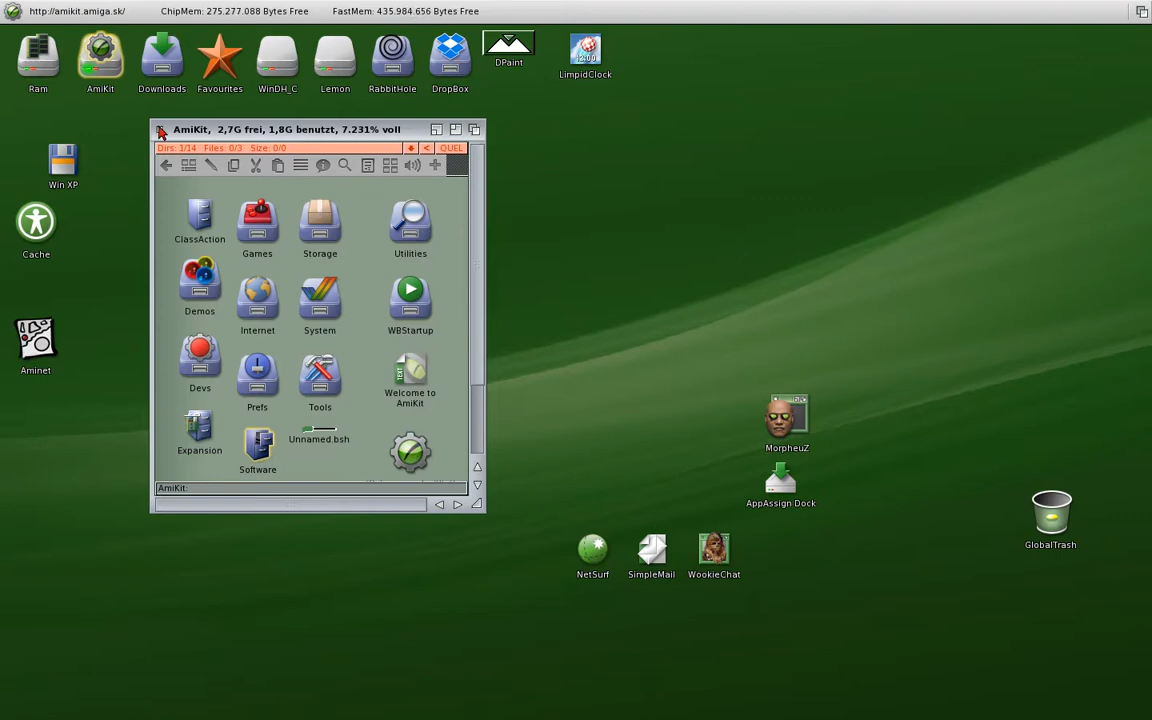 http://amikit.amiga.sk/ ChipMem: 275.277.088 Bytes Free FastMem: 435.984.656 Bytes Free
Ram AmiKit Downloads Favourites WinDH_C Lemon RabbitHole DropBox DPaint LimpidClock
12:00
AmiKit, 2,7G frei, 1,8G benutzt, 7.231% voll
Dirs: 1/14 Files: 0/3 Size: 0/0 < QUEL
Win XP
Cache
Aminet
ClassAction Games Storage Utilities
Demos Internet System WBStartup
Devs Prefs Tools Welcome to
AmiKit
TEXT
Expansion Software Unnamed.bsh
AmiKit:
MorpheuZ
AppAssign Dock
NetSurf SimpleMail WookieChat
GlobalTrash